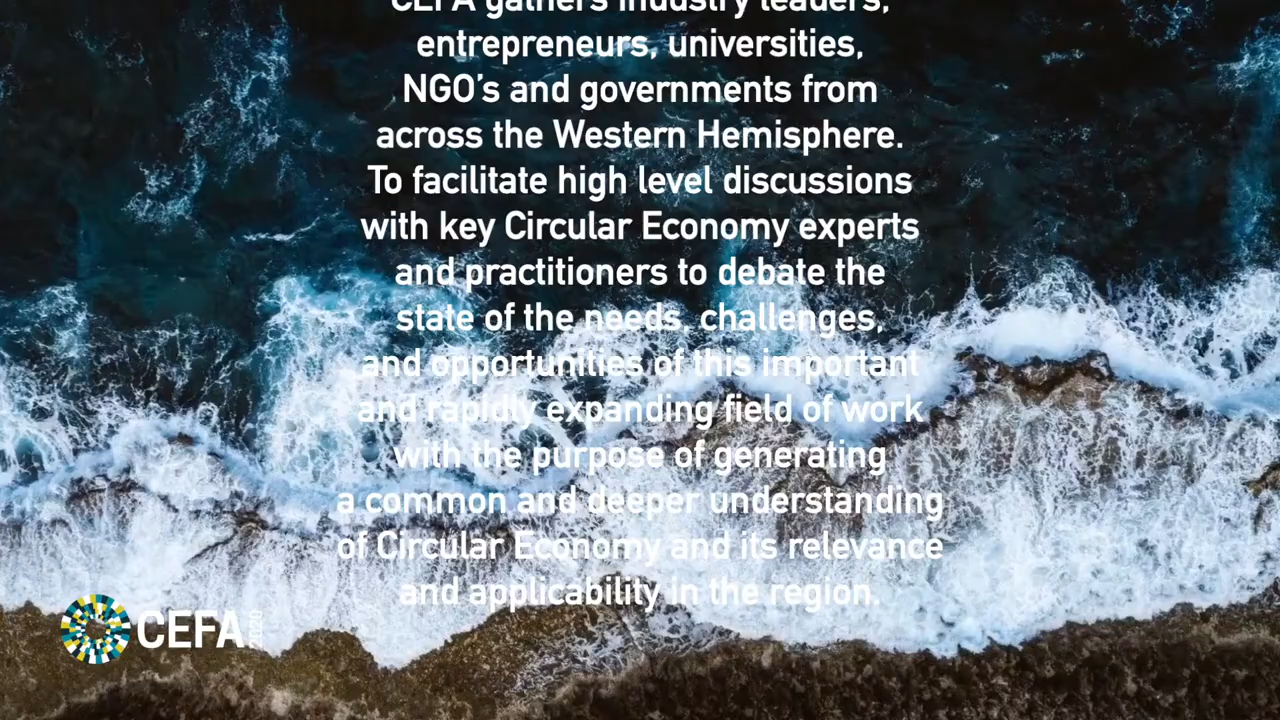 CEFA gathers industry leaders,
entrepreneurs, universities,
NGO's and governments from
across the Western Hemisphere.
To facilitate high level discussions
with key Circular Economy experts
and practitioners to debate the
state of the needs, challenges,
and opportunities of this important
and rapidly expanding field of work
with the purpose of generating
a common and deeper understanding
of Circular Economy and its relevance
and applicability in the region.
CEFA 2020